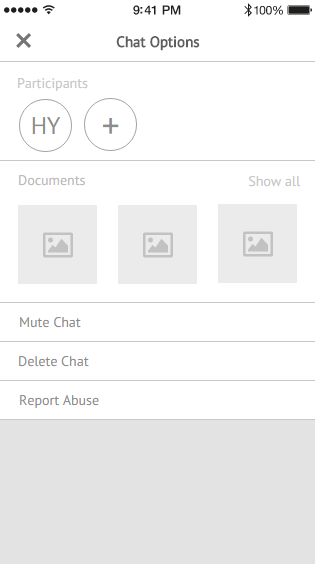 9:41 PM 100%
Chat Options
Participants
HY +
Documents Show all
Mute Chat
Delete Chat
Report Abuse